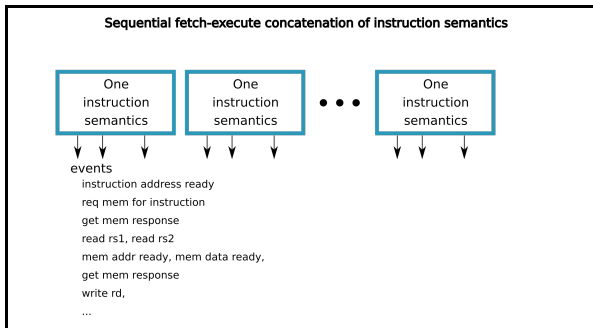 Sequential fetch-execute concatenation of instruction semantics
One
instruction
semantics
One
instruction
semantics
One
instruction
semantics
events
instruction address ready
req mem for instruction
get mem response
read rs1, read rs2
mem addr ready, mem data ready,
get mem response
write rd,
...